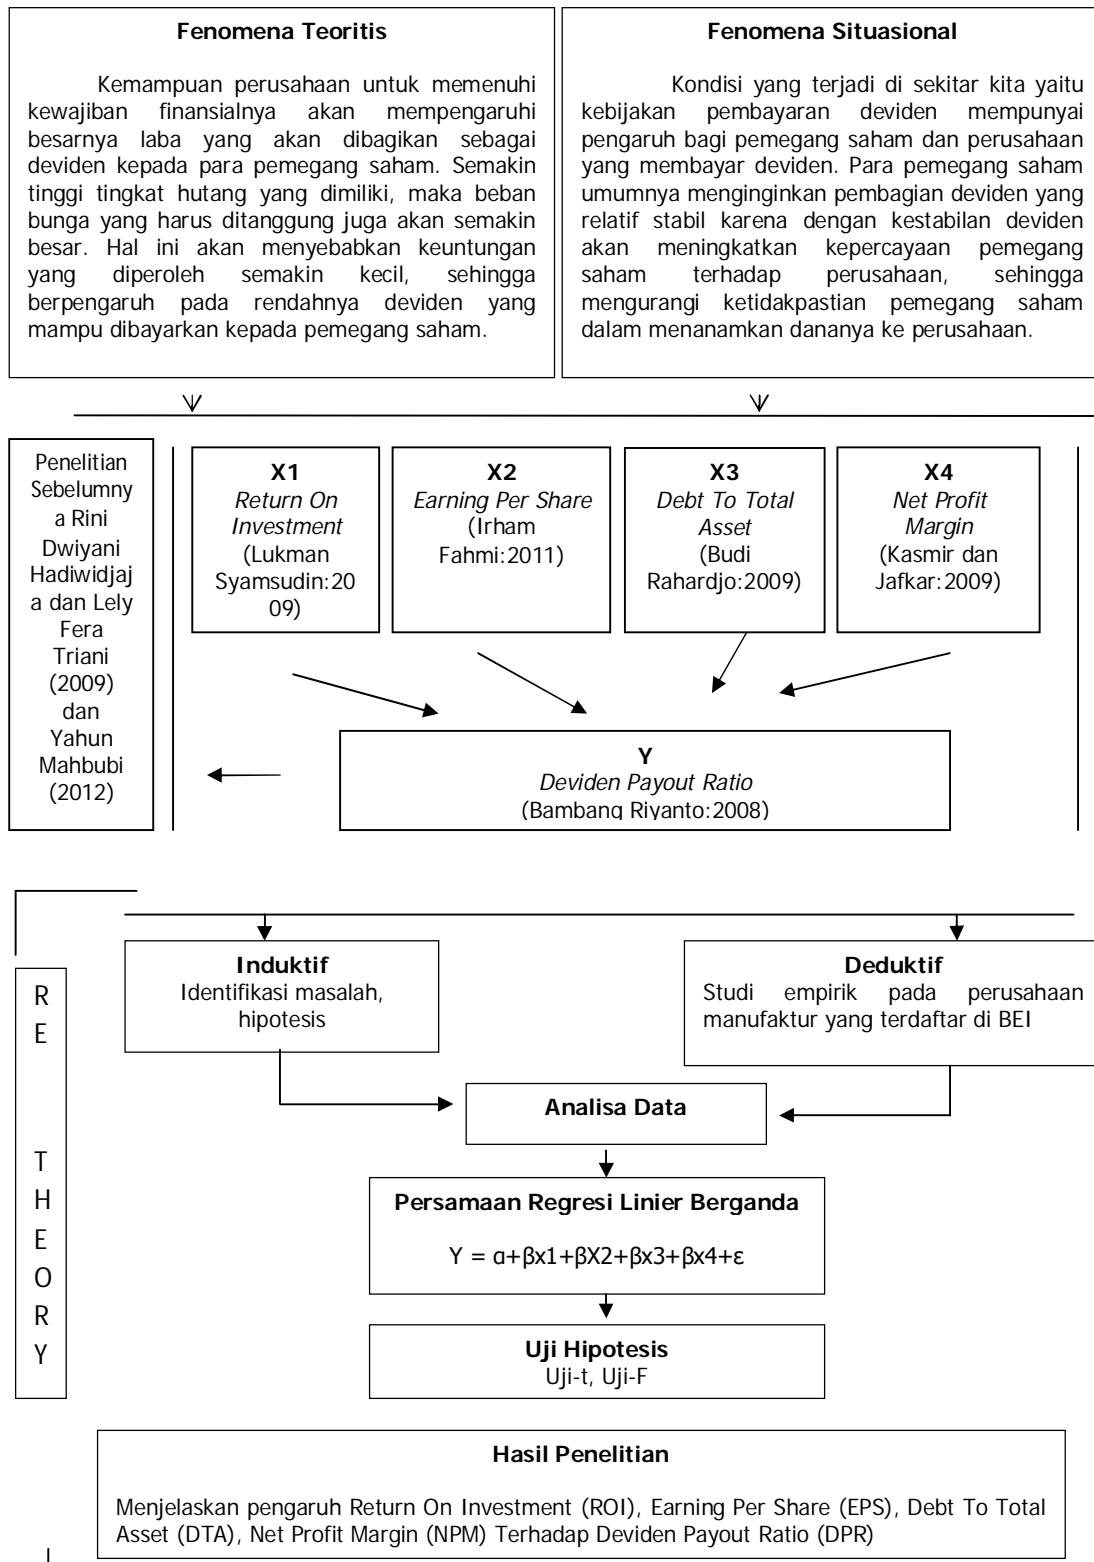 Fenomena Teoritis
Kemampuan perusahaan untuk memenuhi
kewajiban finansialnya akan mempengaruhi
besarnya laba yang akan dibagikan sebagai
deviden kepada para pemegang saham. Semakin
tinggi tingkat hutang yang dimiliki, maka beban
bunga yang harus ditanggung juga akan semakin
besar. Hal ini akan menyebabkan keuntungan
yang diperoleh semakin kecil, sehingga
berpengaruh pada rendahnya deviden yang
mampu dibayarkan kepada pemegang saham.
Fenomena Situasional
Kondisi yang terjadi di sekitar kita yaitu
kebijakan pembayaran deviden mempunyai
pengaruh bagi pemegang saham dan perusahaan
yang membayar deviden. Para pemegang saham
umumnya menginginkan pembagian deviden yang
relatif stabil karena dengan kestabilan deviden
akan meningkatkan kepercayaan pemegang
saham terhadap perusahaan, sehingga
mengurangi ketidakpastian pemegang saham
dalam menanamkan dananya ke perusahaan.
Penelitian
Sebelumny
a Rini
Dwiyani
Hadiwidjaj
a dan Lely
Fera
Triani
(2009)
dan
Yahun
Mahbubi
(2012)
X1
Return On
Investment
(Lukman
Syamsudin:20
09)
X2
Earning Per Share
(Irham
Fahmi:2011)
X3
Debt To Total
Asset
(Budi
Rahardjo:2009)
X4
Net Profit
Margin
(Kasmir dan
Jafkar:2009)
Y
Deviden Payout Ratio
(Bambang Riyanto:2008)
R
E
T
H
E
O
R
Y
Induktif
Identifikasi masalah,
hipotesis
Deduktif
Studi empirik pada perusahaan
manufaktur yang terdaftar di BEI
Analisa Data
Persamaan Regresi Linier Berganda
Y = α+βx1+βX2+βx3+βx4+ε
Uji Hipotesis
Uji-t, Uji-F
Hasil Penelitian
Menjelaskan pengaruh Return On Investment (ROI), Earning Per Share (EPS), Debt To Total
Asset (DTA), Net Profit Margin (NPM) Terhadap Deviden Payout Ratio (DPR)